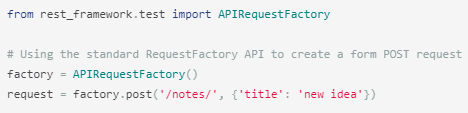 from rest_framework.test import APIRequestFactory
# Using the standard RequestFactory API to create a form POST request
factory = APIRequestFactory()
request = factory.post('/notes/', {'title': 'new idea'})